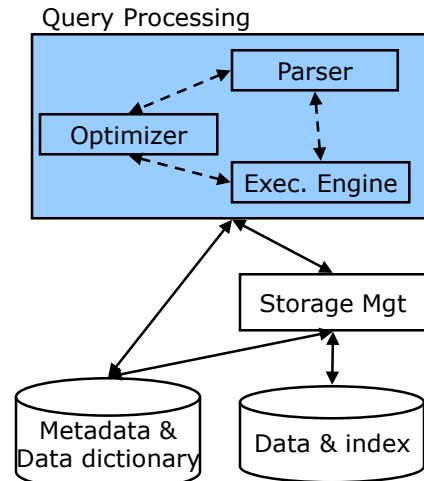 Query Processing
Parser
Optimizer
Exec. Engine
Storage Mgt
Metadata &
Data dictionary
Data & index